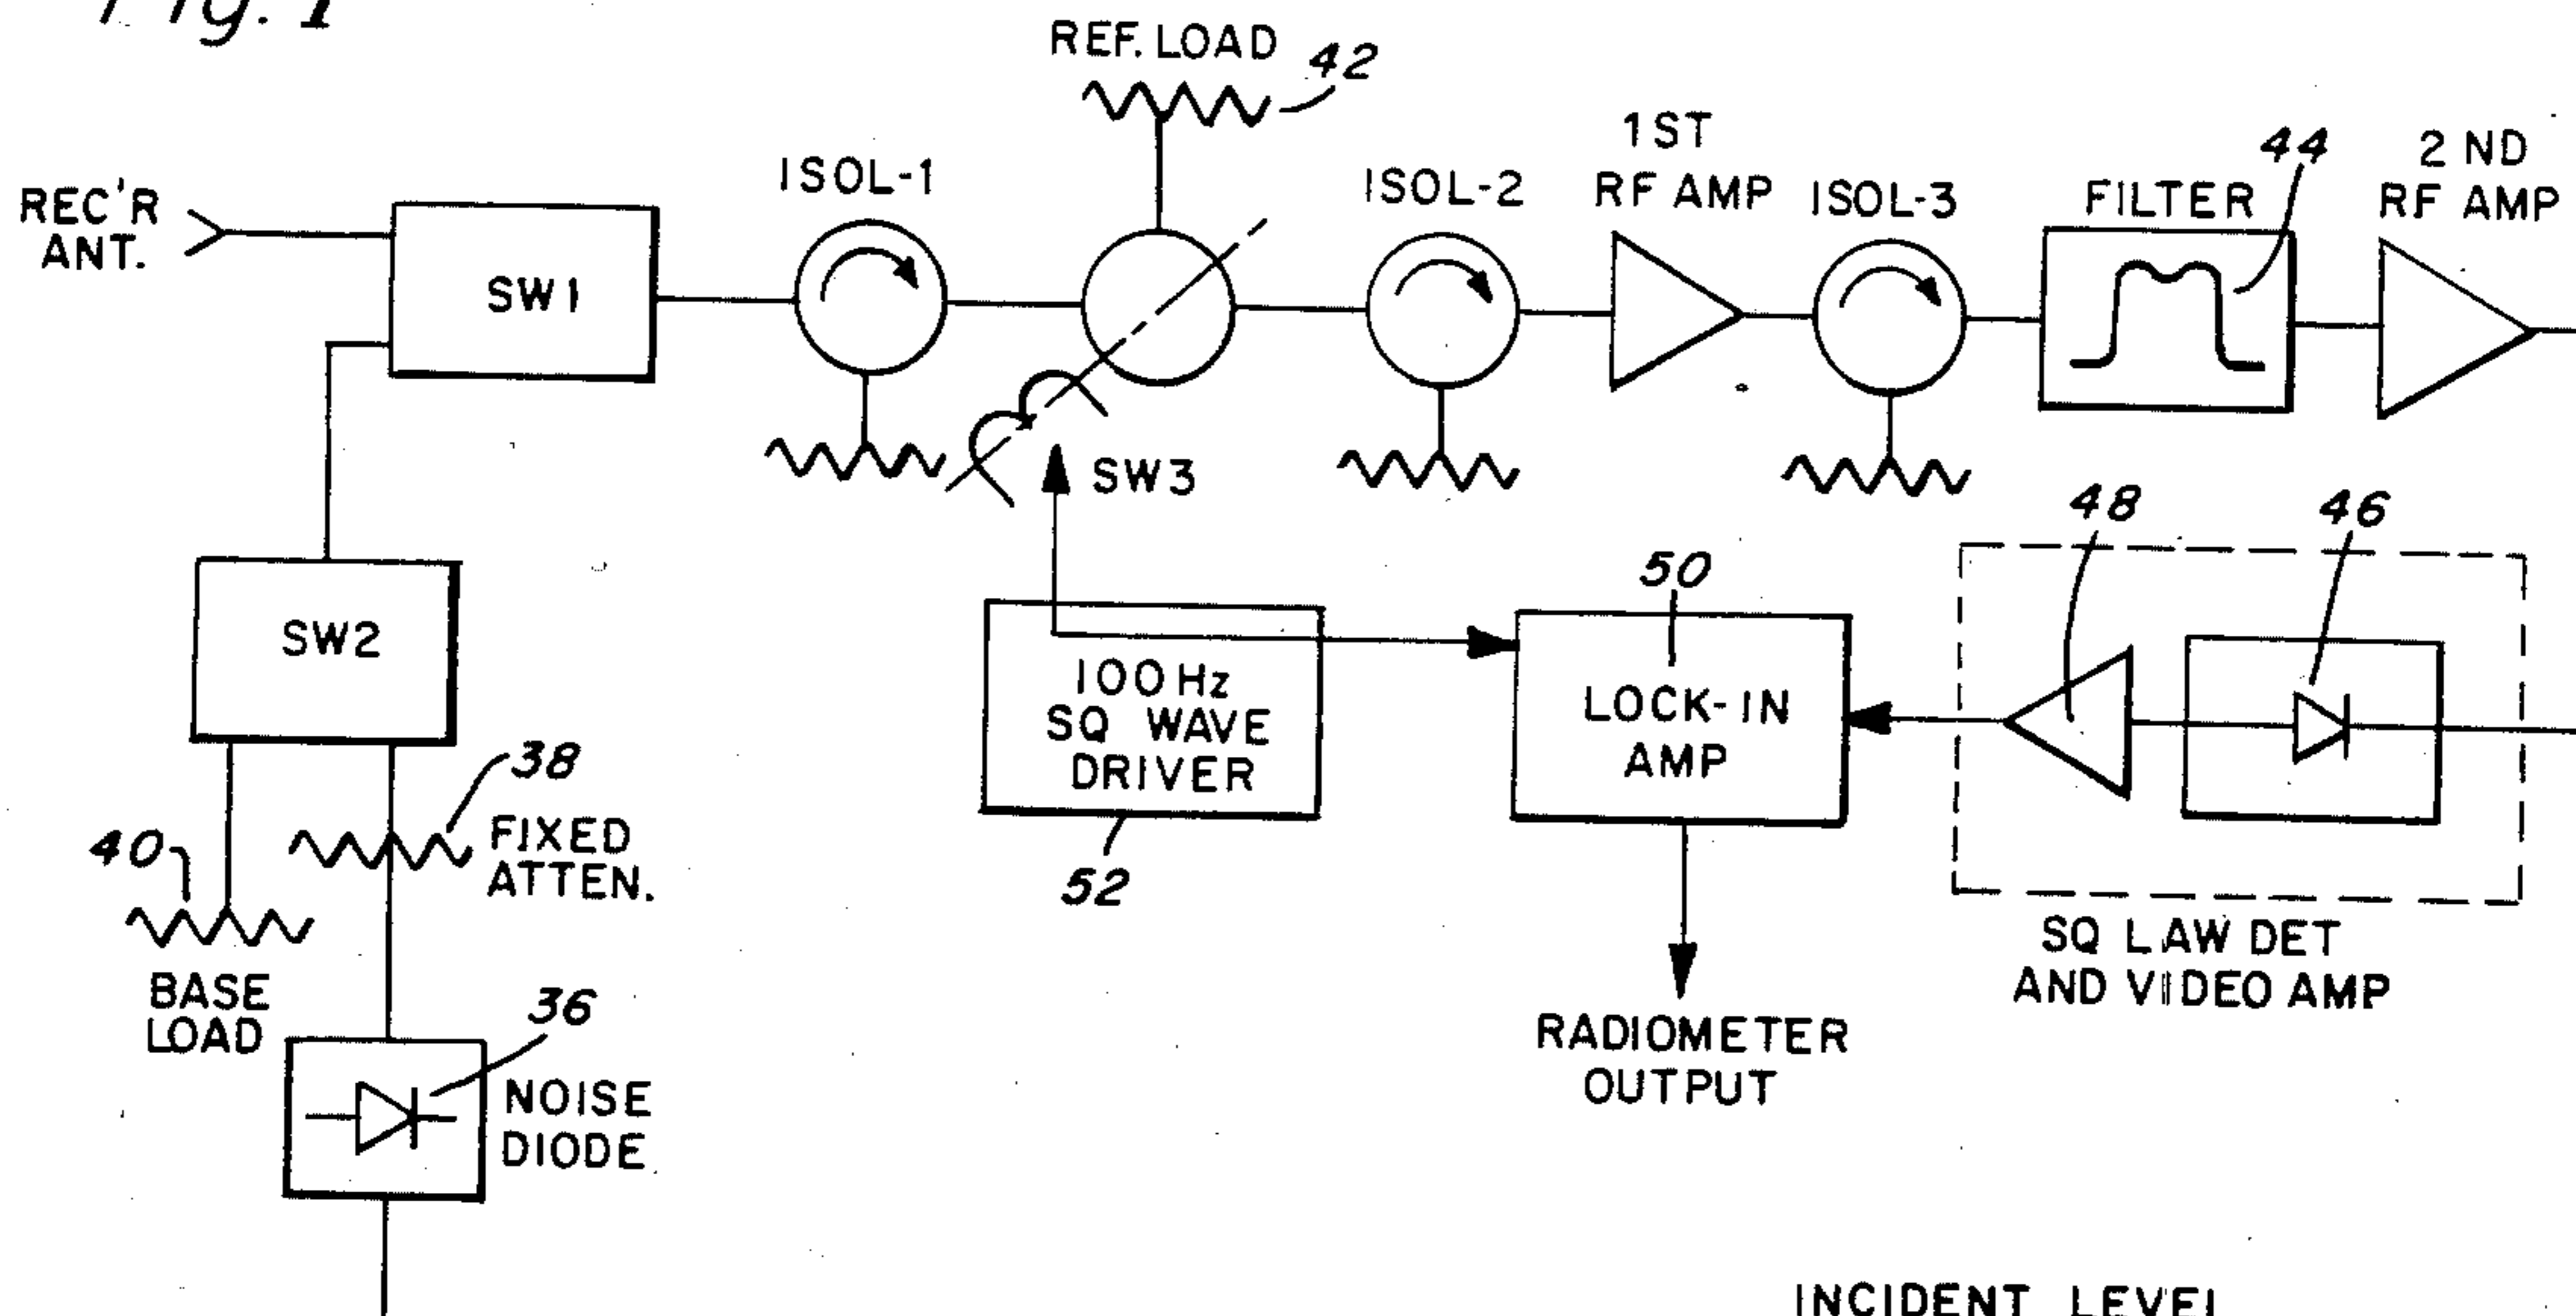 Fig. 1
REF. LOAD
42
REC'R
ANT.
SW1
ISOL-1
SW3
ISOL-2
1ST
RF AMP
ISOL-3
FILTER
44
2 ND
RF AMP
SW2
40
BASE
LOAD
38
FIXED
ATTEN.
36
NOISE
DIODE
100 Hz
SQ WAVE
DRIVER
52
50
LOCK-IN
AMP
RADIOMETER
OUTPUT
48
46
SQ LAW DET
AND VIDEO AMP
INCIDENT LEVEL